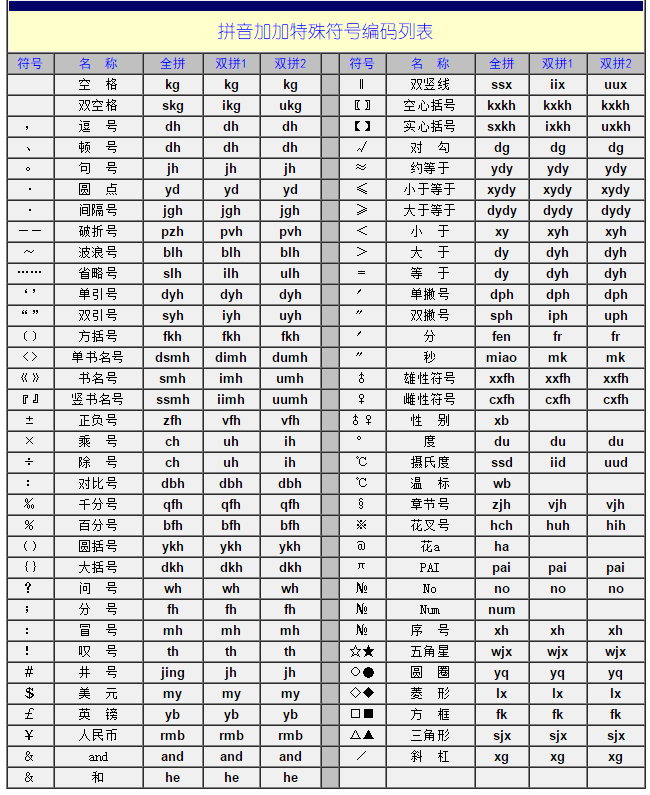 拼音加加特殊符号编码列表
符号 名 称 全拼 双拼1 双拼2 符号 名 称 全拼 双拼1 双拼2
空 格 kg kg kg ‖ 双竖线 ssx iix uux
双空格 skg ikg ukg 〖〗 空心括号 kxkh kxkh kxkh
， 逗 号 dh dh dh 【】 实心括号 sxkh ixkh uxkh
、 顿 号 dh dh dh √ 对 勾 dg dg dg
。 句 号 jh jh jh ≈ 约等于 ydy ydy ydy
· 圆 点 yd yd yd ≤ 小于等于 xydy xydy xydy
· 间隔号 jgh jgh jgh ≥ 大于等于 dydy dydy dydy
—— 破折号 pzh pvh pvh ＜ 小 于 xy xyh xyh
～ 波浪号 blh blh blh ＞ 大 于 dy dyh dyh
…… 省略号 slh ilh ulh = 等 于 dy dyh dyh
‘’ 单引号 dyh dyh dyh ′ 单撇号 dph dph dph
“” 双引号 syh iyh uyh ″ 双撇号 sph iph uph
() 方括号 fkh fkh fkh ′ 分 fen fr fr
〈〉 单书名号 dsmh dimh dumh ″ 秒 miao mk mk
《》 书名号 smh imh umh ♂ 雄性符号 xxfh xxfh xxfh
『』 竖书名号 ssmh iimh uumh ♀ 雌性符号 cxfh cxfh cxfh
± 正负号 zfh vfh vfh ♂♀ 性 别 xb
× 乘 号 ch uh ih ° 度 du du du
÷ 除 号 ch uh ih ℃ 摄氏度 ssd iid uud
∶ 对比号 dbh dbh dbh ℃ 温 标 wb
‰ 千分号 qfh qfh qfh § 章节号 zjh vjh vjh
% 百分号 bfh bfh bfh ※ 花叉号 hch huh hih
() 圆括号 ykh ykh ykh @ 花a ha
{} 大括号 dkh dkh dkh π PAI pai pai pai
? 问 号 wh wh wh № No no no no
; 分 号 fh fh fh № Num num
: 冒 号 mh mh mh № 序 号 xh xh xh
! 叹 号 th th th ☆★ 五角星 wjx wjx wjx
# 井 号 jing jh jh ○● 圆 圈 yq yq yq
$ 美 元 my my my ◇◆ 菱 形 lx lx lx
￡ 英 镑 yb yb yb □■ 方 框 fk fk fk
￥ 人民币 rmb rmb rmb △▲ 三角形 sjx sjx sjx
& and and and and ／ 斜 杠 xg xg xg
& 和 he he he